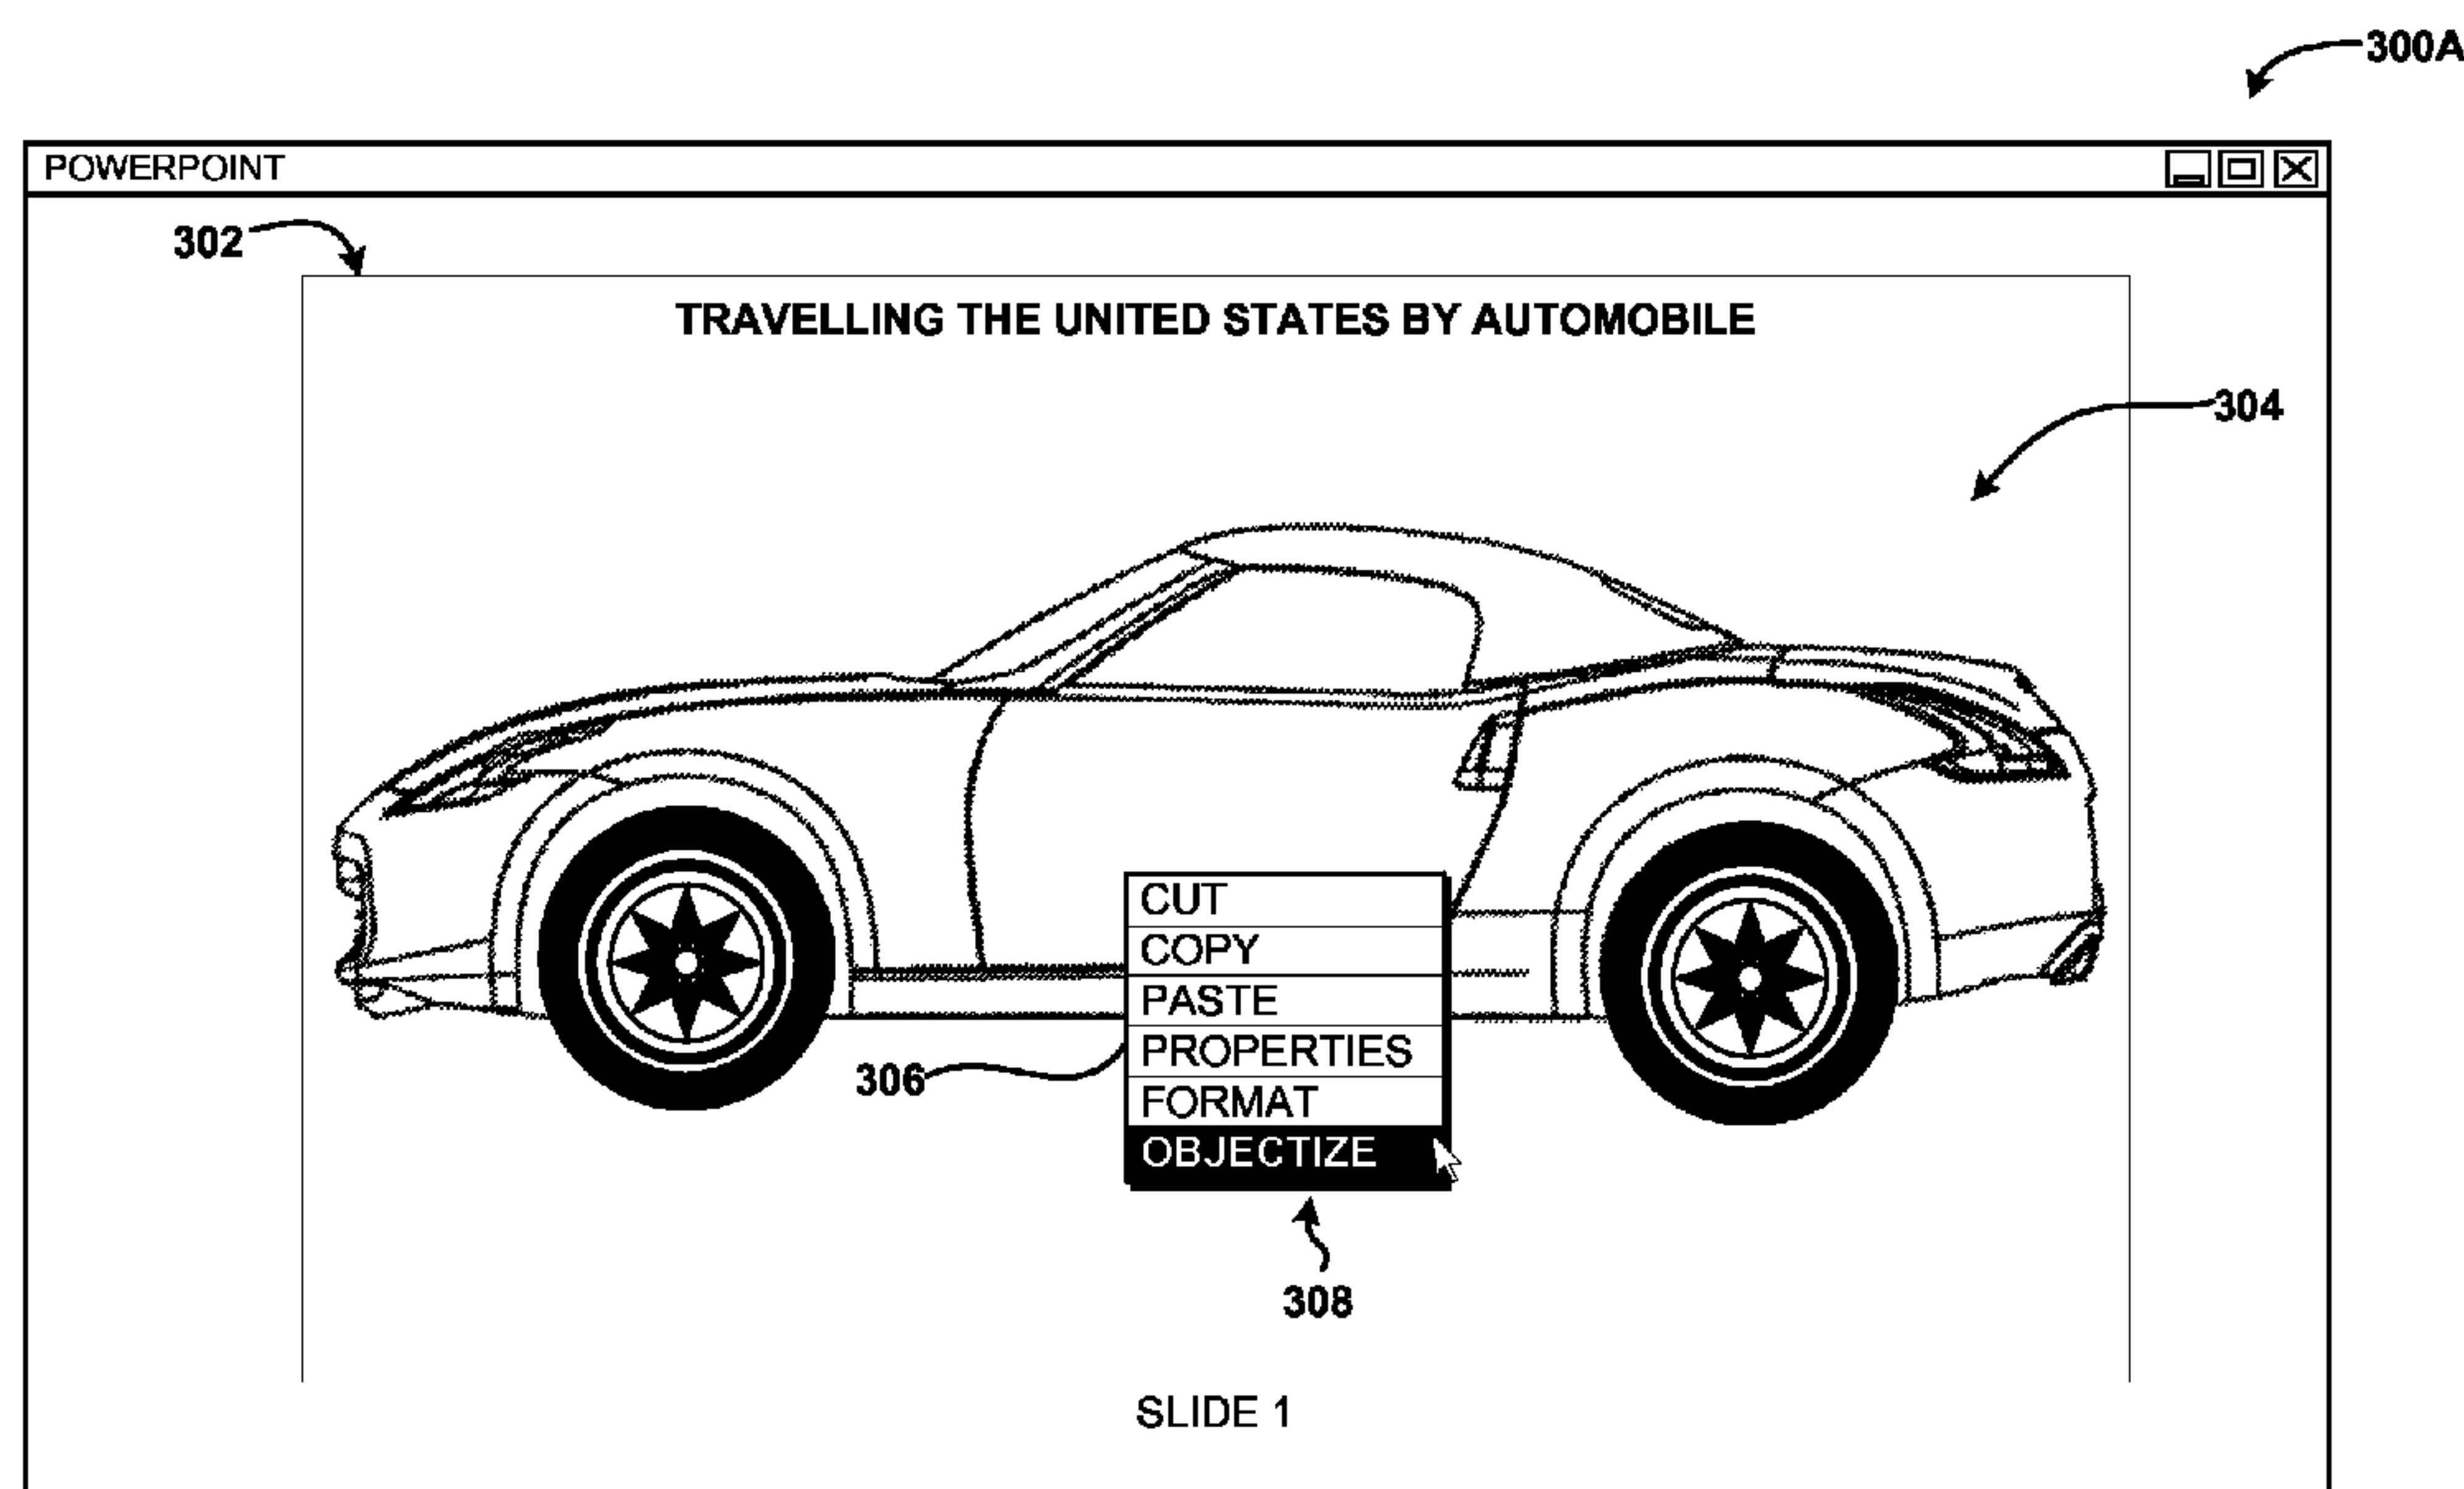 300A
POWERPOINT
302
TRAVELLING THE UNITED STATES BY AUTOMOBILE
304
CUT
COPY
PASTE
PROPERTIES
306
FORMAT
OBJECTIZE
308
SLIDE 1